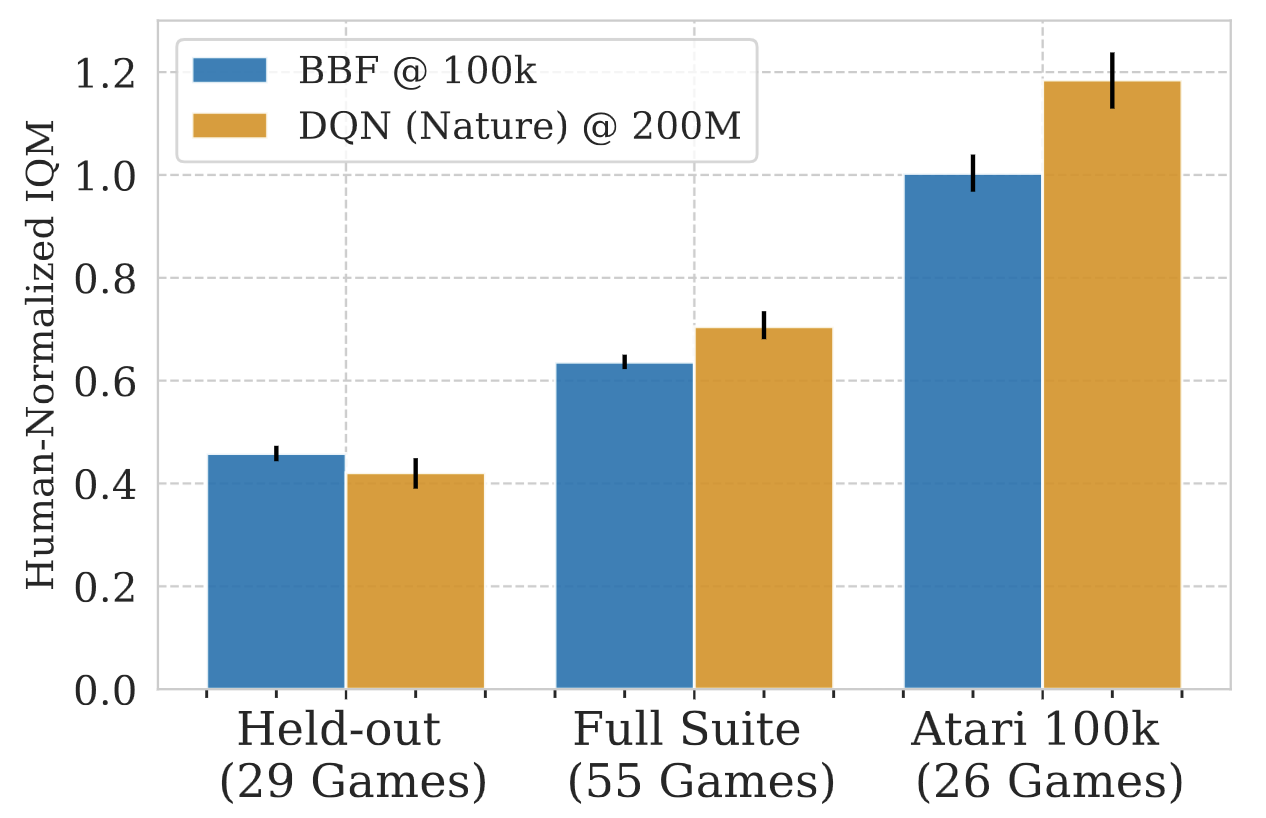 BBF @ 100k
DQN (Nature) @ 200M
Human-Normalized IQM
1.2
1.0
0.8
0.6
0.4
0.2
0.0
Held-out
(29 Games)
Full Suite
(55 Games)
Atari 100k
(26 Games)